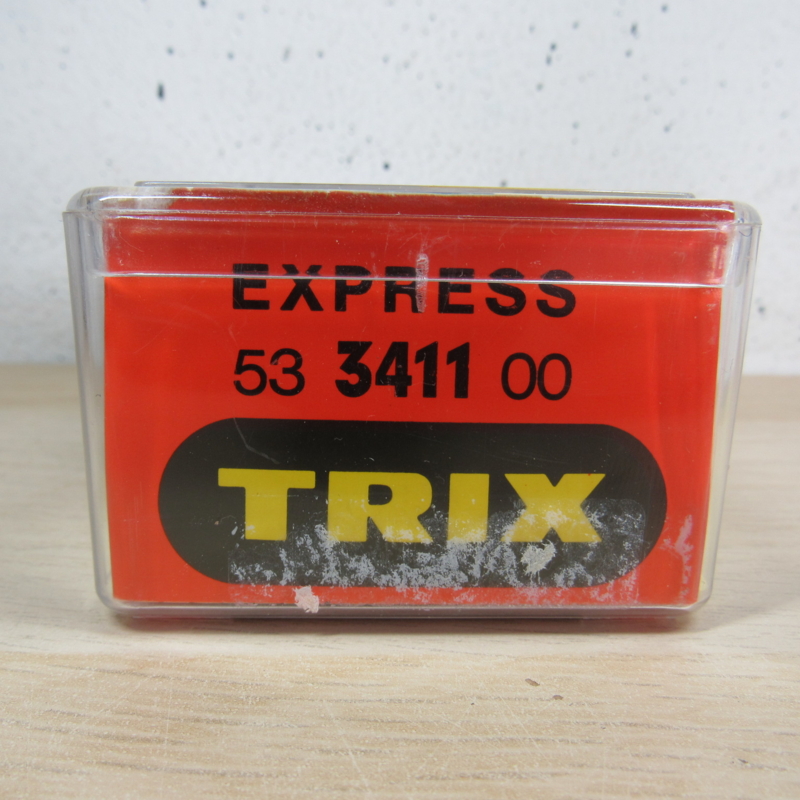 EXPRESS
53 3411 00
TRIX